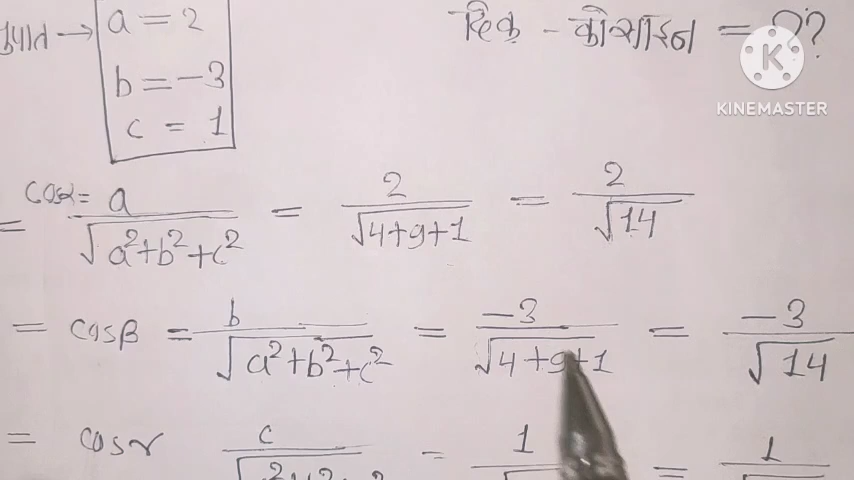 a = 2 दिक् - कोसाइन = ??
b = -3
c = 1
KINEMASTER
= cosα = a/√(a²+b²+c²) = 2/√(4+9+1) = 2/√14
= cosβ = b/√(a²+b²+c²) = -3/√(4+9+1) = -3/√14
= cosγ c/√ = 1/√ = 1/√